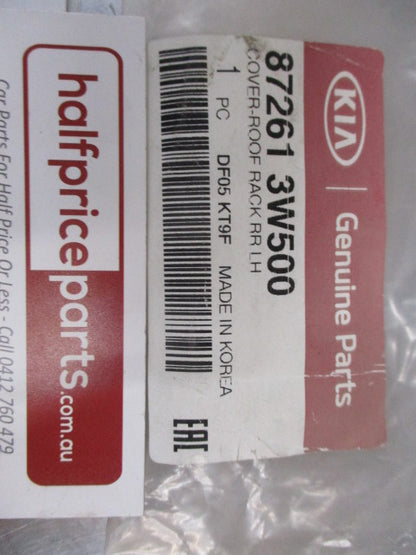 KIA
Genuine Parts
87261 3W500
COVER-ROOF RACK RR LH
1 PC DF05 KT9F MADE IN KOREA
EAC
halfpriceparts.com.au
Car Parts For Half Price Or Less - Call 0412 760 479